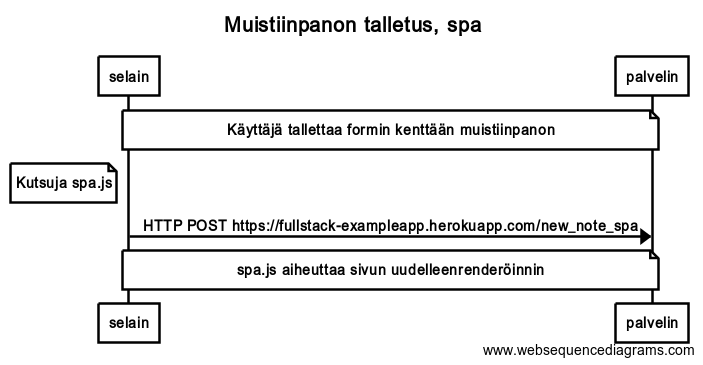 Muistiinpanon talletus, spa
selain
palvelin
Käyttäjä tallettaa formin kenttään muistiinpanon
Kutsuja spa.js
HTTP POST https://fullstack-exampleapp.herokuapp.com/new_note_spa
spa.js aiheuttaa sivun uudelleenrenderöinnin
selain
palvelin
www.websequencediagrams.com